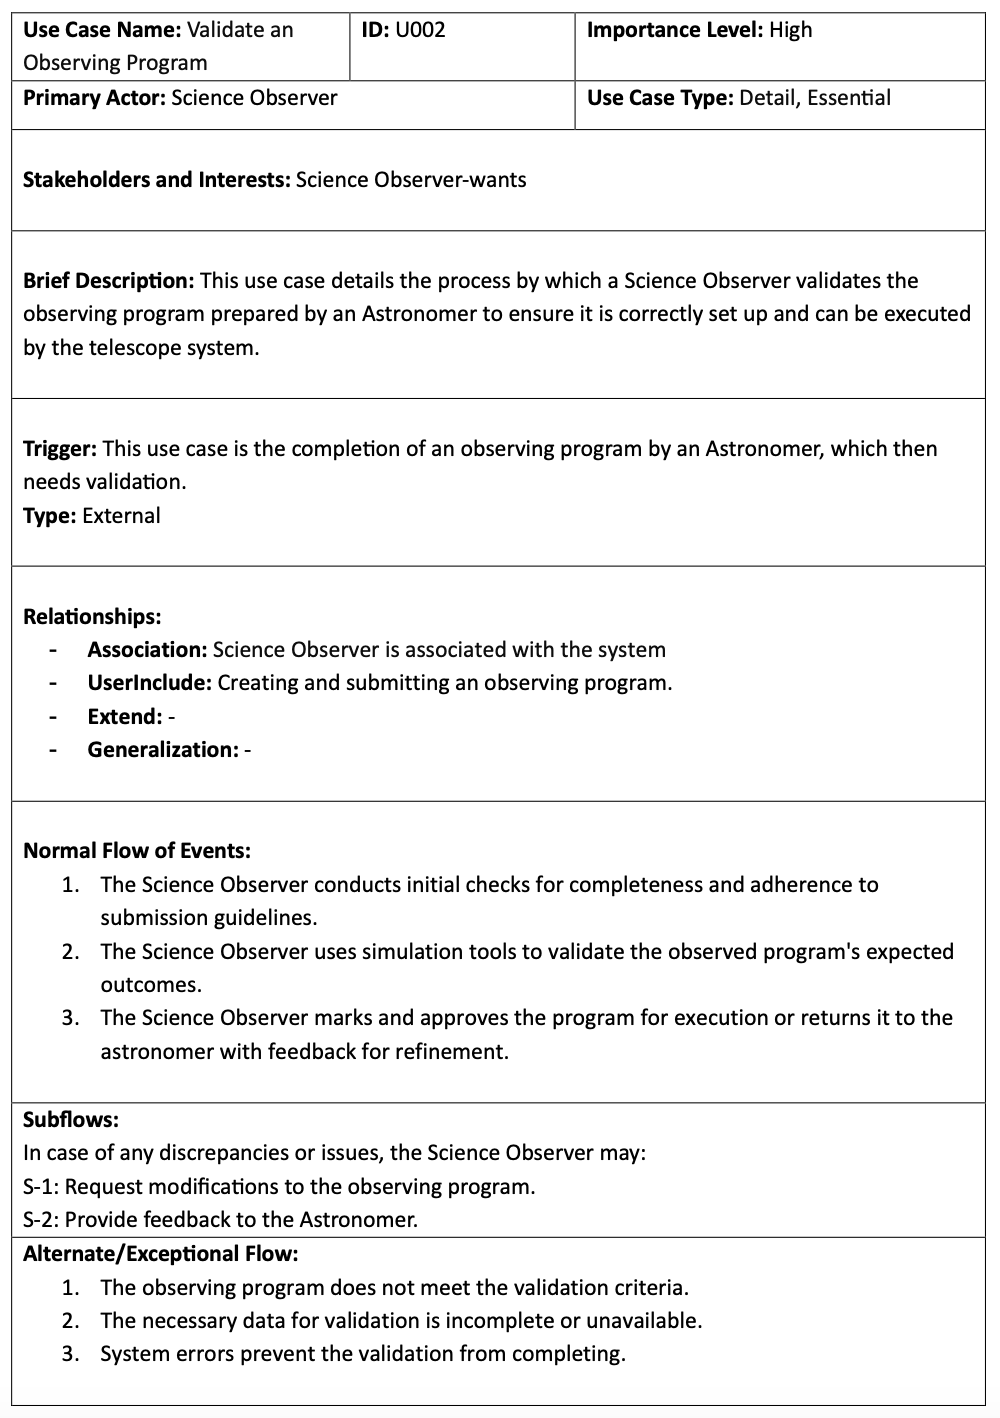 Use Case Name: Validate an
Observing Program
ID: U002
Importance Level: High
Primary Actor: Science Observer
Use Case Type: Detail, Essential
Stakeholders and Interests: Science Observer-wants
Brief Description: This use case details the process by which a Science Observer validates the
observing program prepared by an Astronomer to ensure it is correctly set up and can be executed
by the telescope system.
Trigger: This use case is the completion of an observing program by an Astronomer, which then
needs validation.
Type: External
Relationships:
- Association: Science Observer is associated with the system
- UserInclude: Creating and submitting an observing program.
- Extend: -
- Generalization: -
Normal Flow of Events:
1. The Science Observer conducts initial checks for completeness and adherence to
submission guidelines.
2. The Science Observer uses simulation tools to validate the observed program's expected
outcomes.
3. The Science Observer marks and approves the program for execution or returns it to the
astronomer with feedback for refinement.
Subflows:
In case of any discrepancies or issues, the Science Observer may:
S-1: Request modifications to the observing program.
S-2: Provide feedback to the Astronomer.
Alternate/Exceptional Flow:
1. The observing program does not meet the validation criteria.
2. The necessary data for validation is incomplete or unavailable.
3. System errors prevent the validation from completing.